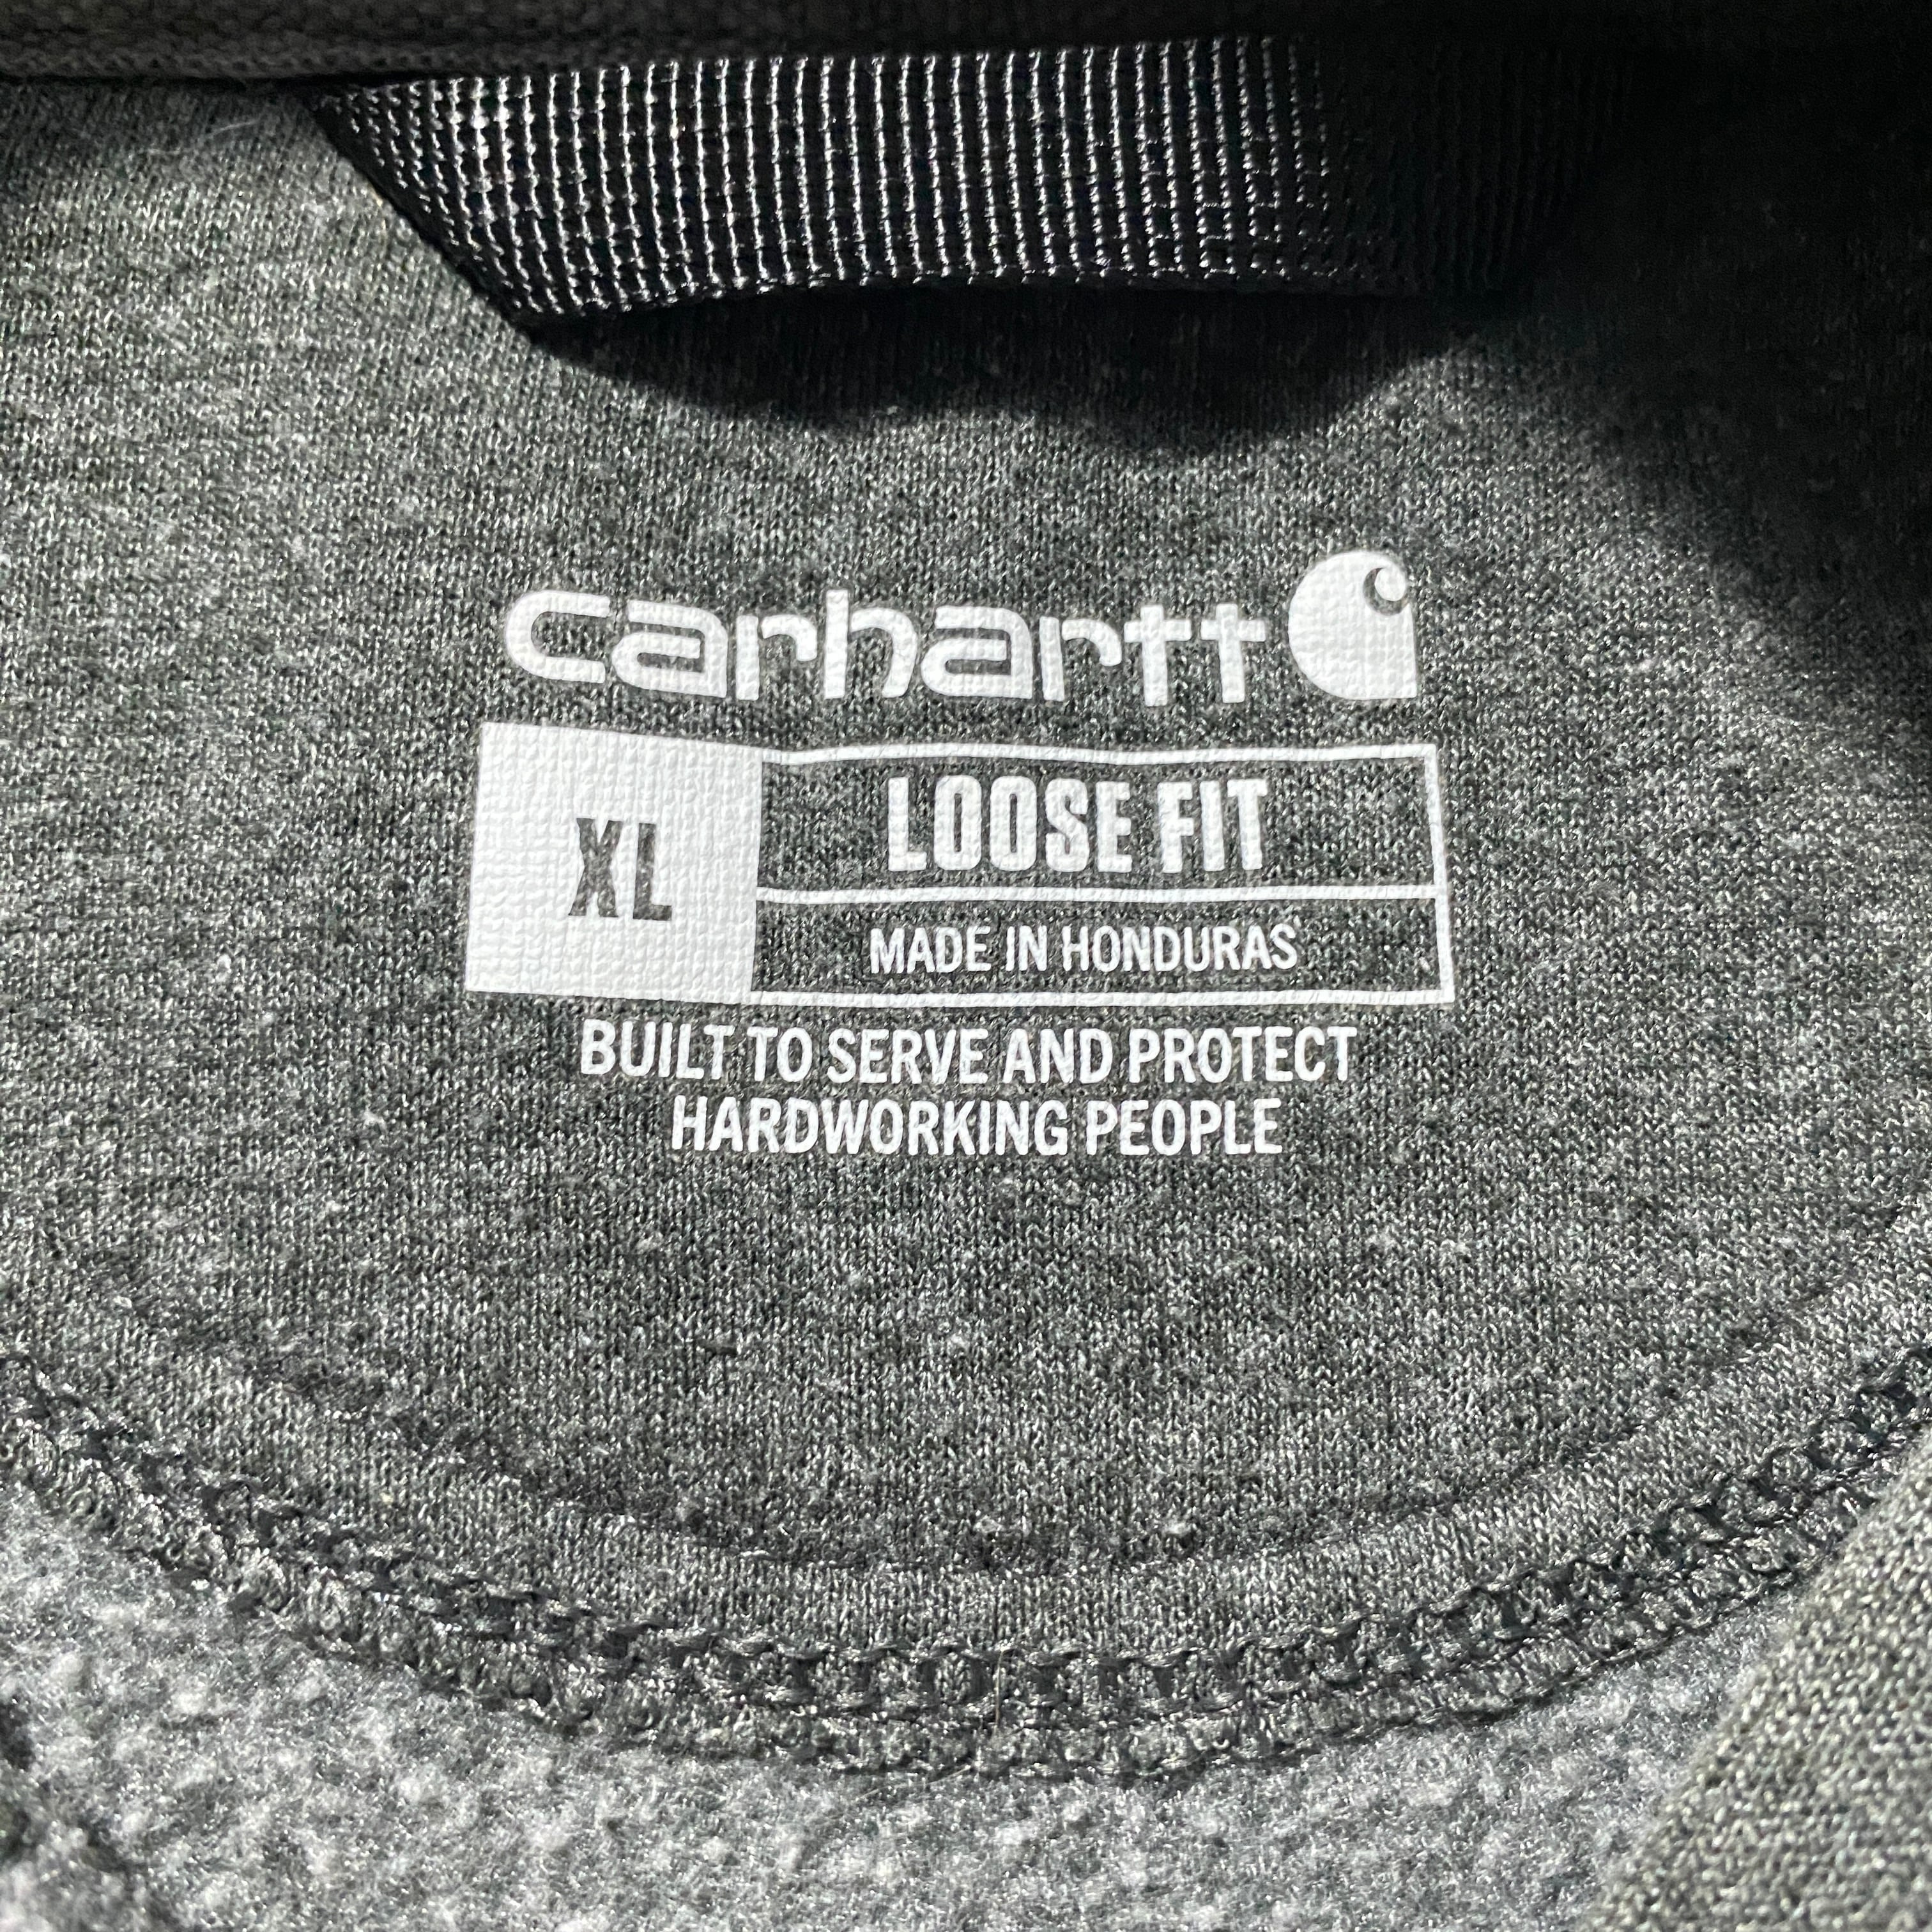 carhartt
XL
LOOSE FIT
MADE IN HONDURAS
BUILT TO SERVE AND PROTECT
HARDWORKING PEOPLE